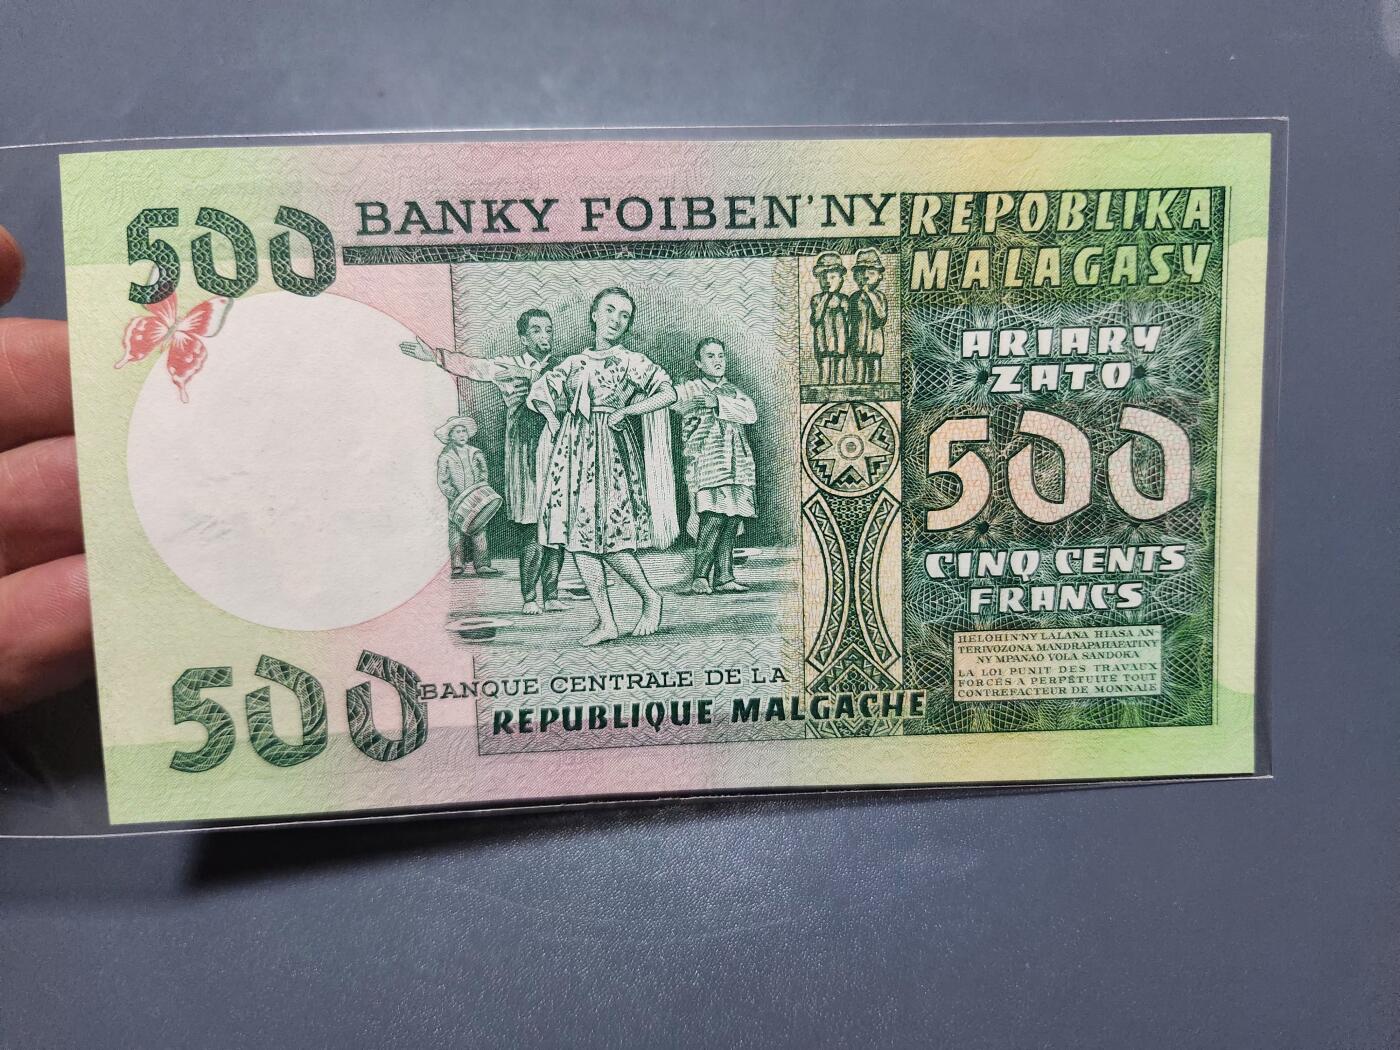 500
BANKY FOIBEN'NY
REPOBLIKA
MALAGASY
ARIARY
ZATO
500
CINQ CENTS
FRANCS
HELOHIN'NY LALANA HIASA AN-
TERIVOZONA MANDRAPAHAFATINY
NY MPANAO VOLA SANDOKA
LA LOI PUNIT DES TRAVAUX
FORCÉS A PERPÉTUITE TOUT
CONTREFACTEUR DE MONNAIE
500
BANQUE CENTRALE DE LA
REPUBLIQUE MALGACHE